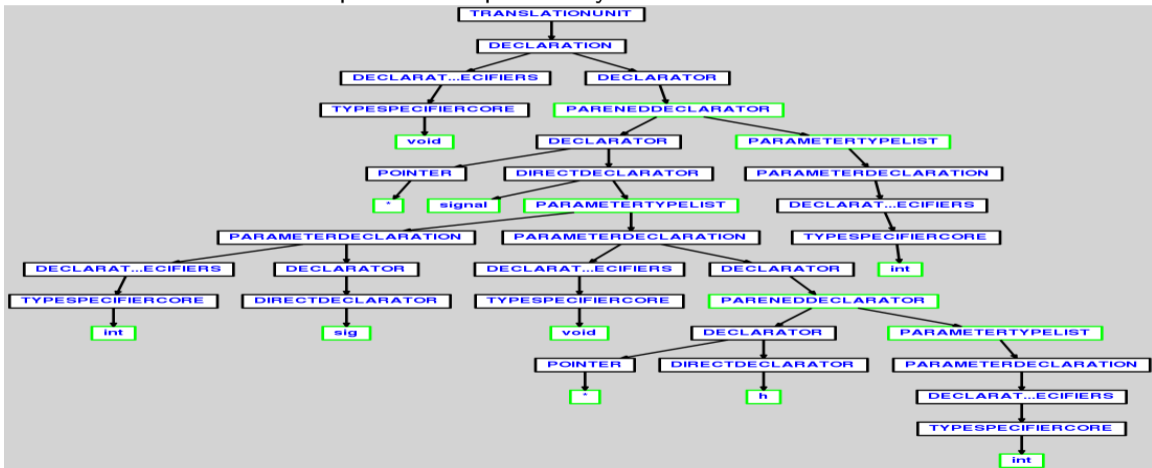 TRANSLATIONUNIT
DECLARATION
DECLARAT...ECIFIERS DECLARATOR
TYPESPECIFIERCORE PARENEDDECLARATOR
void DECLARATOR PARAMETERTYPELIST
POINTER DIRECTDECLARATOR PARAMETERDECLARATION
* signal PARAMETERTYPELIST DECLARAT...ECIFIERS
PARAMETERDECLARATION PARAMETERDECLARATION TYPESPECIFIERCORE
DECLARAT...ECIFIERS DECLARATOR DECLARAT...ECIFIERS DECLARATOR int
TYPESPECIFIERCORE DIRECTDECLARATOR TYPESPECIFIERCORE PARENEDDECLARATOR
int sig void DECLARATOR PARAMETERTYPELIST
POINTER DIRECTDECLARATOR PARAMETERDECLARATION
* h DECLARAT...ECIFIERS
TYPESPECIFIERCORE
int